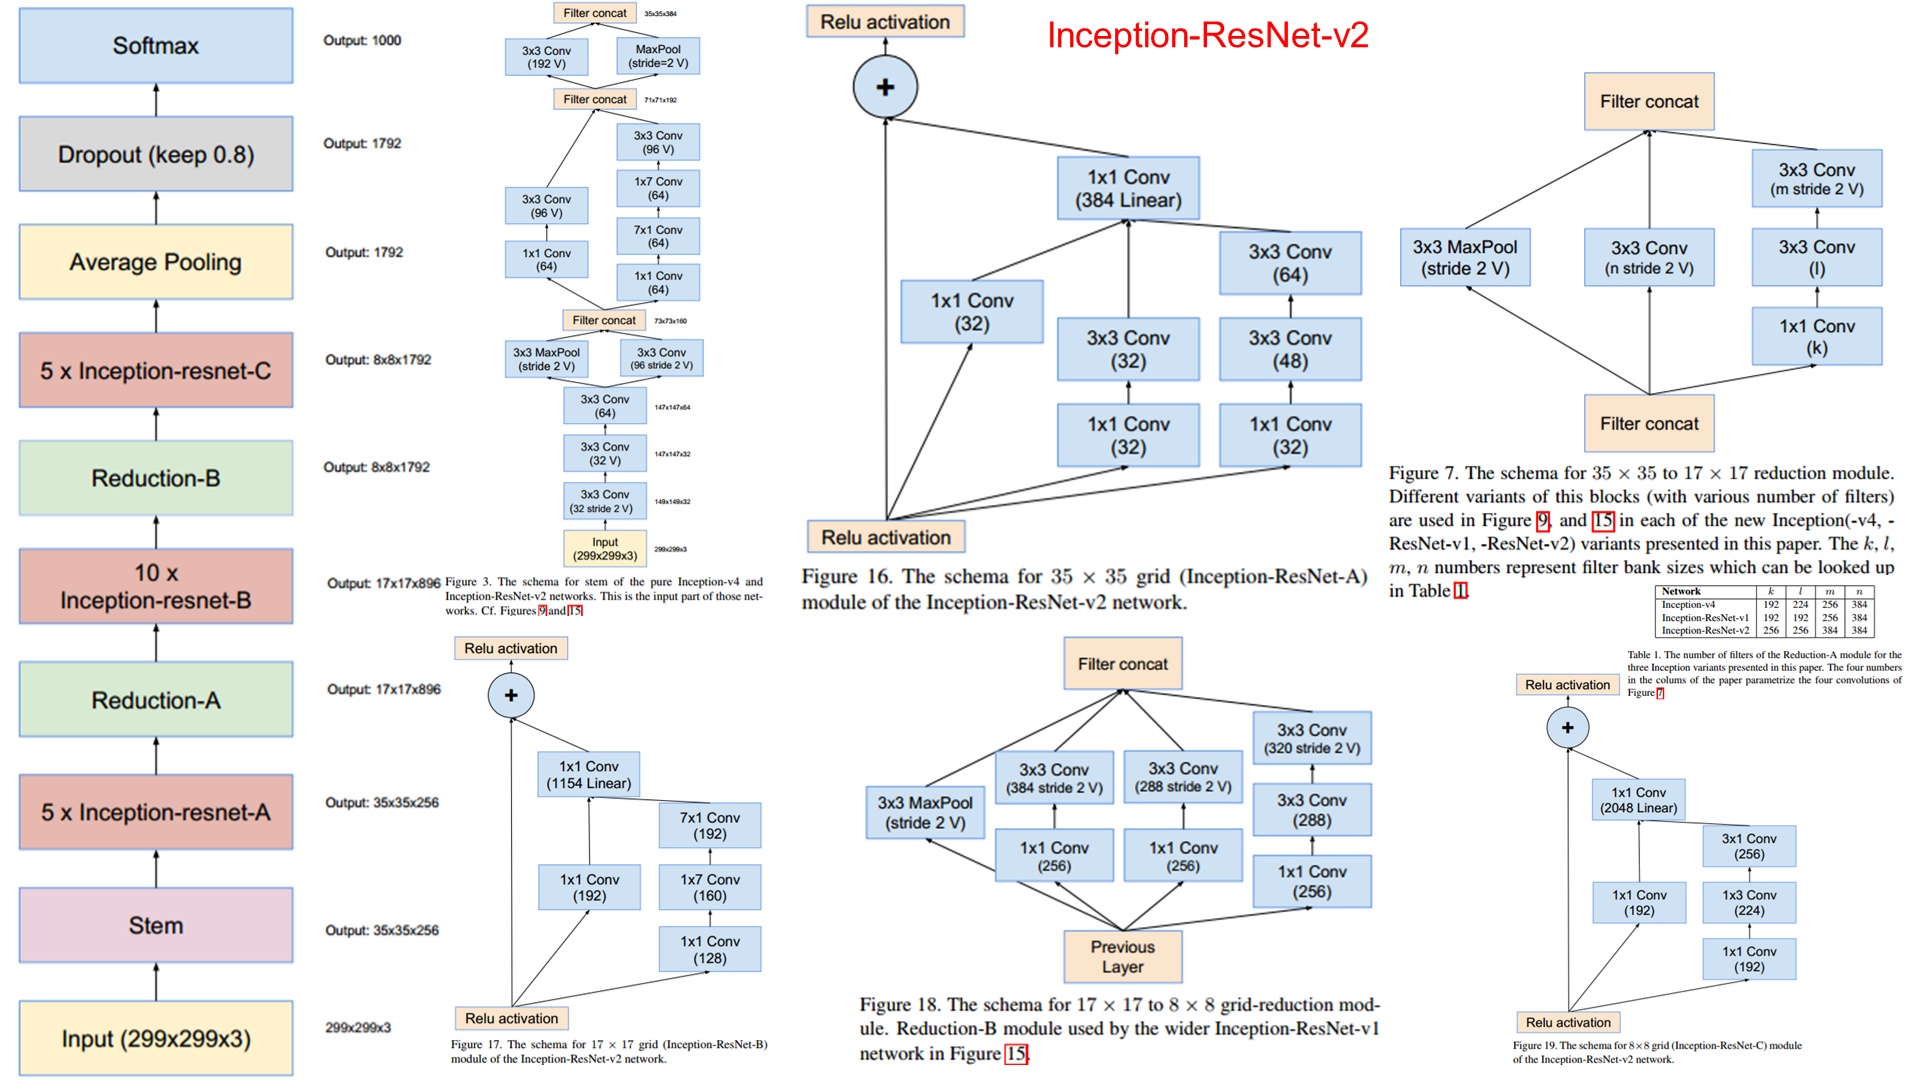 Inception-ResNet-v2
Softmax
Output: 1000
Dropout (keep 0.8)
Output: 1792
Average Pooling
Output: 1792
5 x Inception-resnet-C
Output: 8x8x1792
Reduction-B
Output: 8x8x1792
10 x
Inception-resnet-B
Output: 17x17x896
Reduction-A
Output: 17x17x896
5 x Inception-resnet-A
Output: 35x35x256
Stem
Output: 35x35x256
Input (299x299x3)
299x299x3
Filter concat
35x35x384
3x3 Conv
(192 V)
MaxPool
(stride=2 V)
Filter concat
71x71x192
3x3 Conv
(96 V)
1x7 Conv
(64)
3x3 Conv
(96 V)
7x1 Conv
(64)
1x1 Conv
(64)
1x1 Conv
(64)
Filter concat
73x73x160
3x3 MaxPool
(stride 2 V)
3x3 Conv
(96 stride 2 V)
3x3 Conv
(64)
147x147x64
3x3 Conv
(32 V)
147x147x32
3x3 Conv
(32 stride 2 V)
149x149x32
Input
(299x299x3)
299x299x3
Figure 3. The schema for stem of the pure Inception-v4 and
Inception-ResNet-v2 networks. This is the input part of those net-
works. Cf. Figures 9 and 15
Relu activation
+
1x1 Conv
(1154 Linear)
7x1 Conv
(192)
1x1 Conv
(192)
1x7 Conv
(160)
1x1 Conv
(128)
Relu activation
Figure 17. The schema for 17 × 17 grid (Inception-ResNet-B)
module of the Inception-ResNet-v2 network.
Relu activation
+
1x1 Conv
(384 Linear)
3x3 Conv
(64)
1x1 Conv
(32)
3x3 Conv
(32)
3x3 Conv
(48)
1x1 Conv
(32)
1x1 Conv
(32)
Relu activation
Figure 16. The schema for 35 × 35 grid (Inception-ResNet-A)
module of the Inception-ResNet-v2 network.
Filter concat
3x3 Conv
(320 stride 2 V)
3x3 Conv
(384 stride 2 V)
3x3 Conv
(288 stride 2 V)
3x3 MaxPool
(stride 2 V)
3x3 Conv
(288)
1x1 Conv
(256)
1x1 Conv
(256)
1x1 Conv
(256)
Previous
Layer
Figure 18. The schema for 17 × 17 to 8 × 8 grid-reduction mod-
ule. Reduction-B module used by the wider Inception-ResNet-v1
network in Figure 15.
Filter concat
3x3 Conv
(m stride 2 V)
3x3 MaxPool
(stride 2 V)
3x3 Conv
(n stride 2 V)
3x3 Conv
(l)
1x1 Conv
(k)
Filter concat
Figure 7. The schema for 35 × 35 to 17 × 17 reduction module.
Different variants of this blocks (with various number of filters)
are used in Figure 9, and 15 in each of the new Inception(-v4, -
ResNet-v1, -ResNet-v2) variants presented in this paper. The k, l,
m, n numbers represent filter bank sizes which can be looked up
in Table 1.
Network k l m n
Inception-v4 192 224 256 384
Inception-ResNet-v1 192 192 256 384
Inception-ResNet-v2 256 256 384 384
Table 1. The number of filters of the Reduction-A module for the
three Inception variants presented in this paper. The four numbers
in the colums of the paper parametrize the four convolutions of
Figure 7
Relu activation
+
1x1 Conv
(2048 Linear)
3x1 Conv
(256)
1x1 Conv
(192)
1x3 Conv
(224)
1x1 Conv
(192)
Relu activation
Figure 19. The schema for 8×8 grid (Inception-ResNet-C) module
of the Inception-ResNet-v2 network.